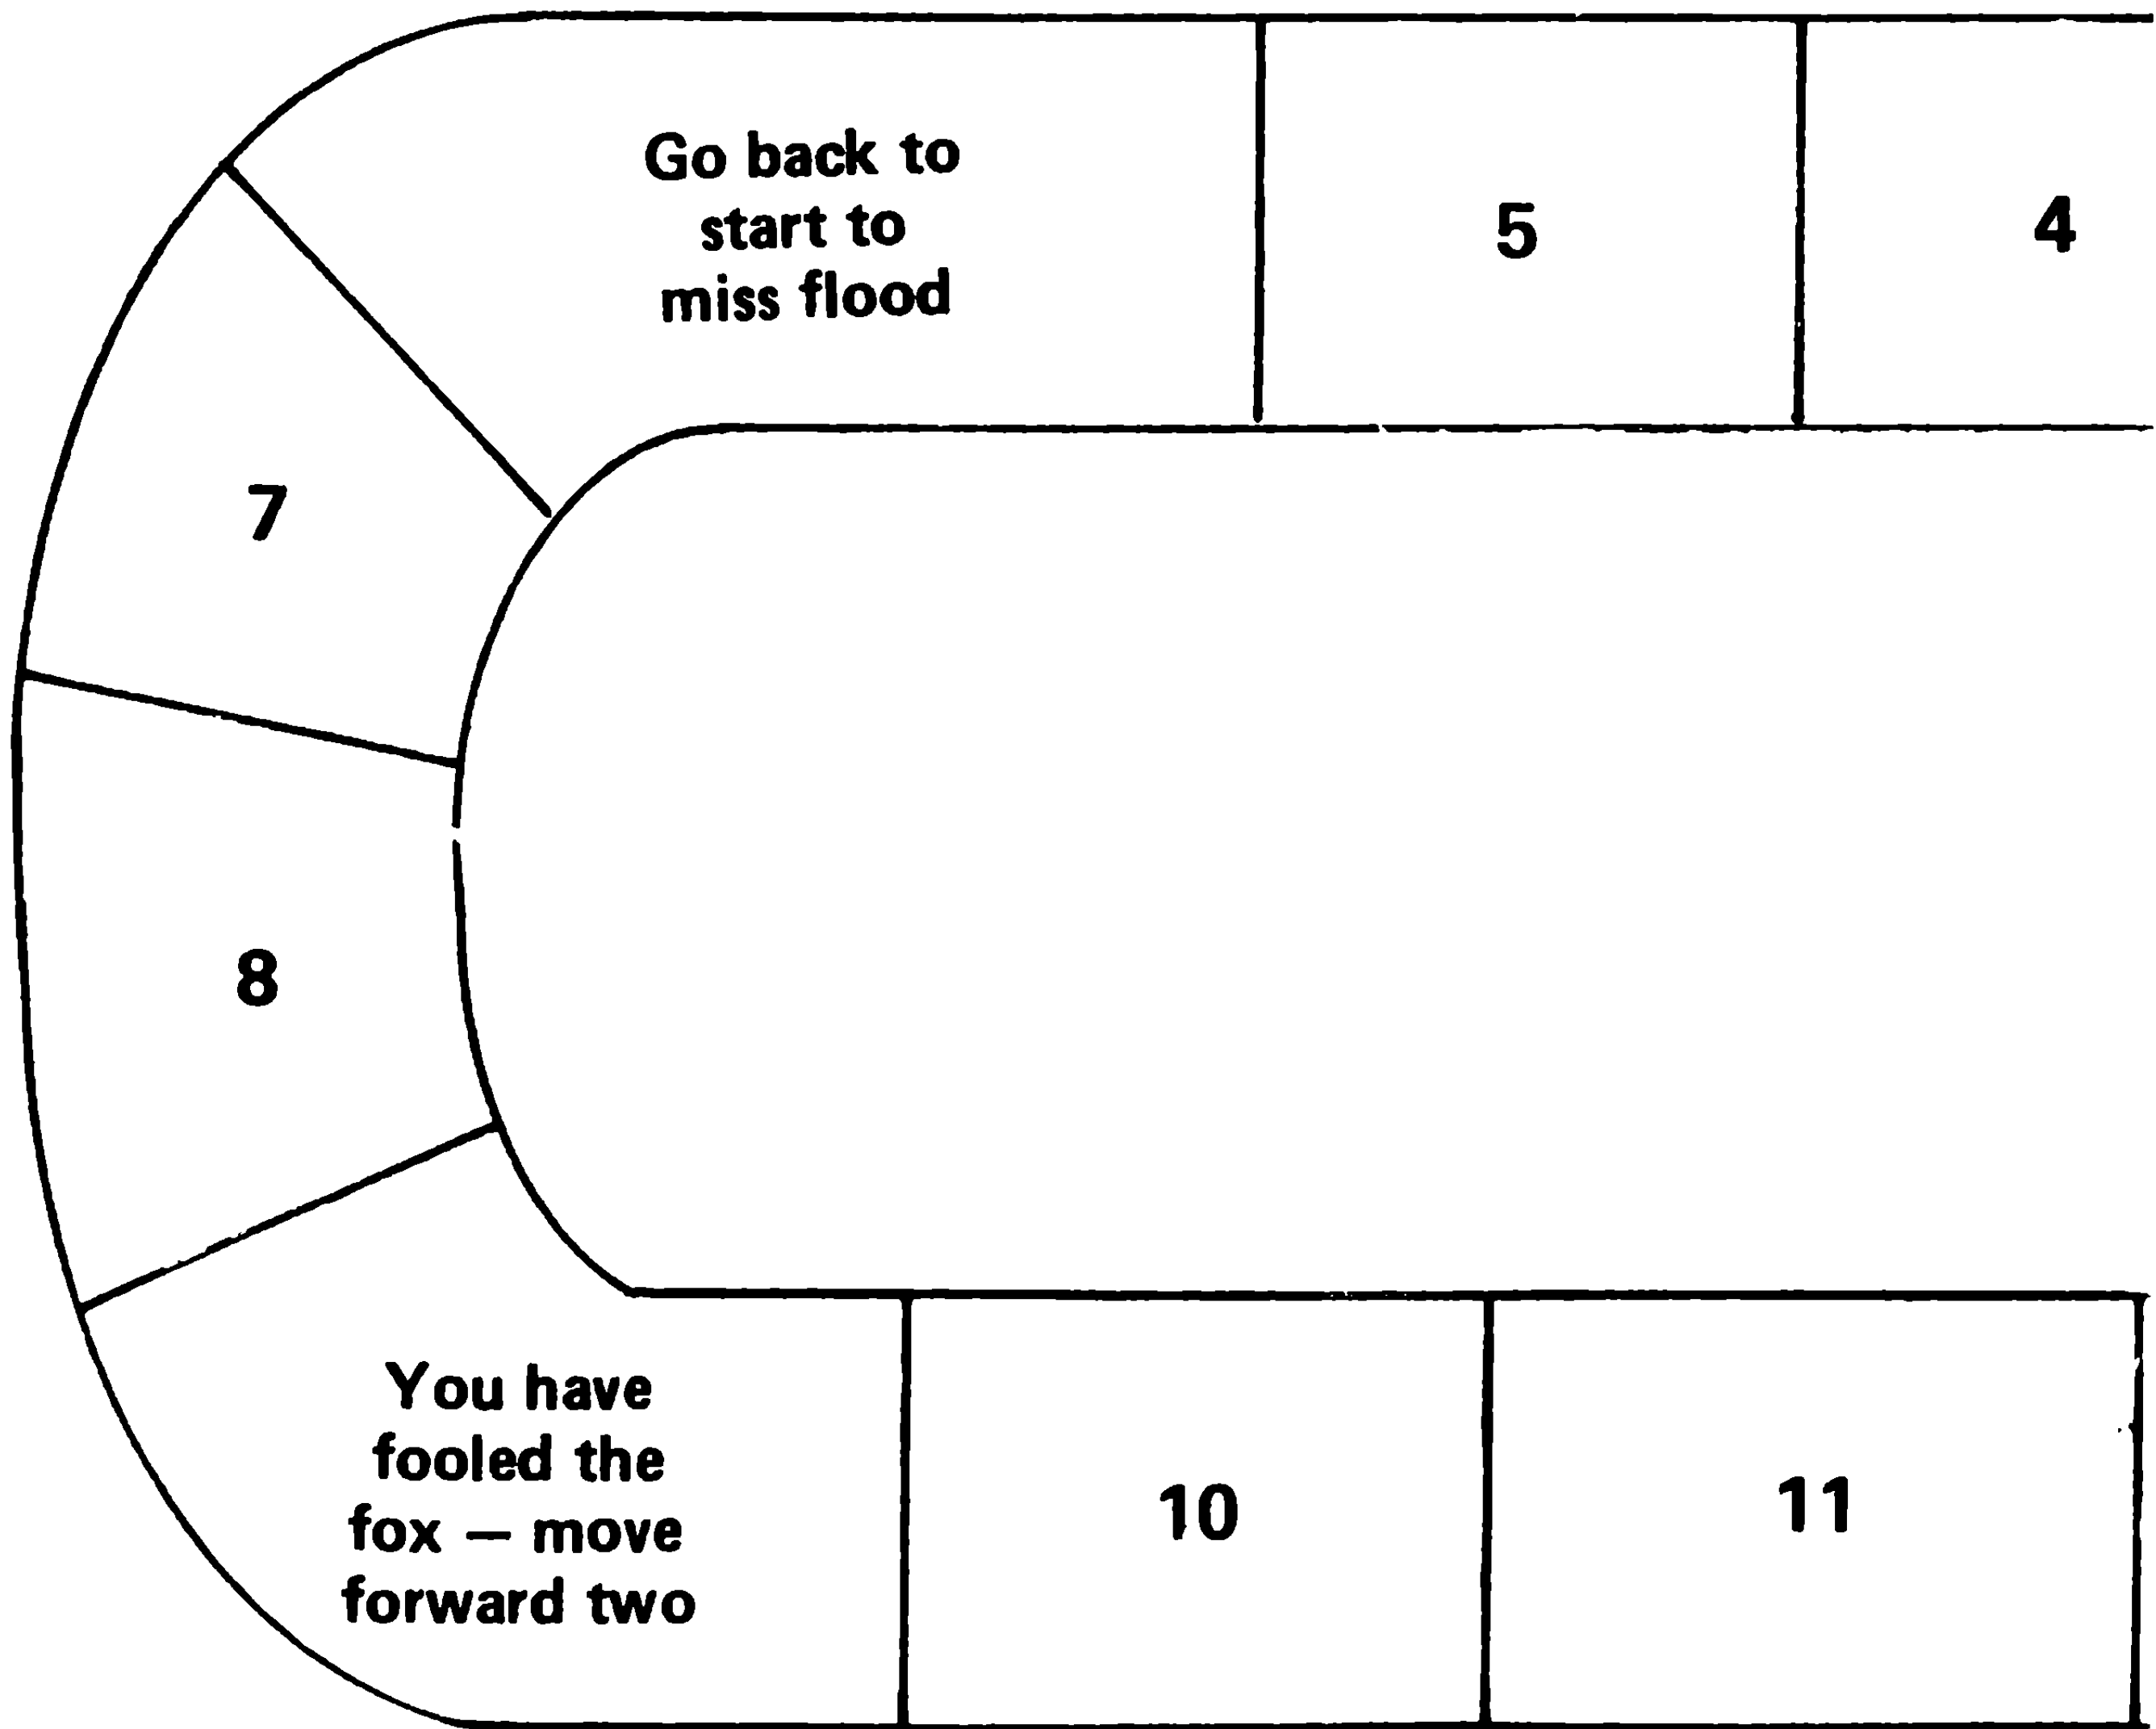 Go back to
start to
miss flood
5
4
7
8
You have
fooled the
fox — move
forward two
10
11